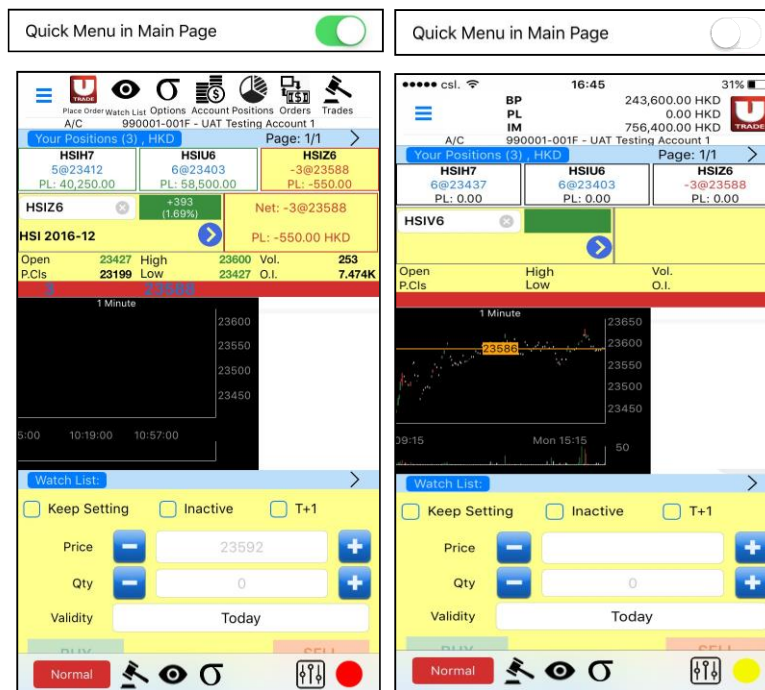 Quick Menu in Main Page
U
TRADE
Place Order Watch List Options Account Positions Orders Trades
A/C 990001-001F - UAT Testing Account 1
Your Positions (3) , HKD Page: 1/1
HSIH7 HSIU6 HSIZ6
5@23412 6@23403 -3@23588
PL: 40,250.00 PL: 58,500.00 PL: -550.00
HSIZ6 +393 (1.69%) Net: -3@23588
HSI 2016-12 PL: -550.00 HKD
Open 23427 High 23600 Vol. 253
P.Cls 23199 Low 23427 O.I. 7.474K
3 23588
1 Minute
23600
23550
23500
23450
5:00 10:19:00 10:57:00
Watch List:
Keep Setting Inactive T+1
Price 23592
Qty 0
Validity Today
BUY SELL
Normal
Quick Menu in Main Page
csl. 16:45 31%
BP 243,600.00 HKD
PL 0.00 HKD
IM 756,400.00 HKD
U
TRADE
A/C 990001-001F - UAT Testing Account 1
Your Positions (3) , HKD Page: 1/1
HSIH7 HSIU6 HSIZ6
6@23437 6@23403 -3@23588
PL: 0.00 PL: 0.00 PL: 0.00
HSIV6
Open High Vol.
P.Cls Low O.I.
1 Minute
23650
23600
23586
23550
23500
23450
09:15 Mon 15:15 50
Watch List:
Keep Setting Inactive T+1
Price
Qty 0
Validity Today
BUY SELL
Normal